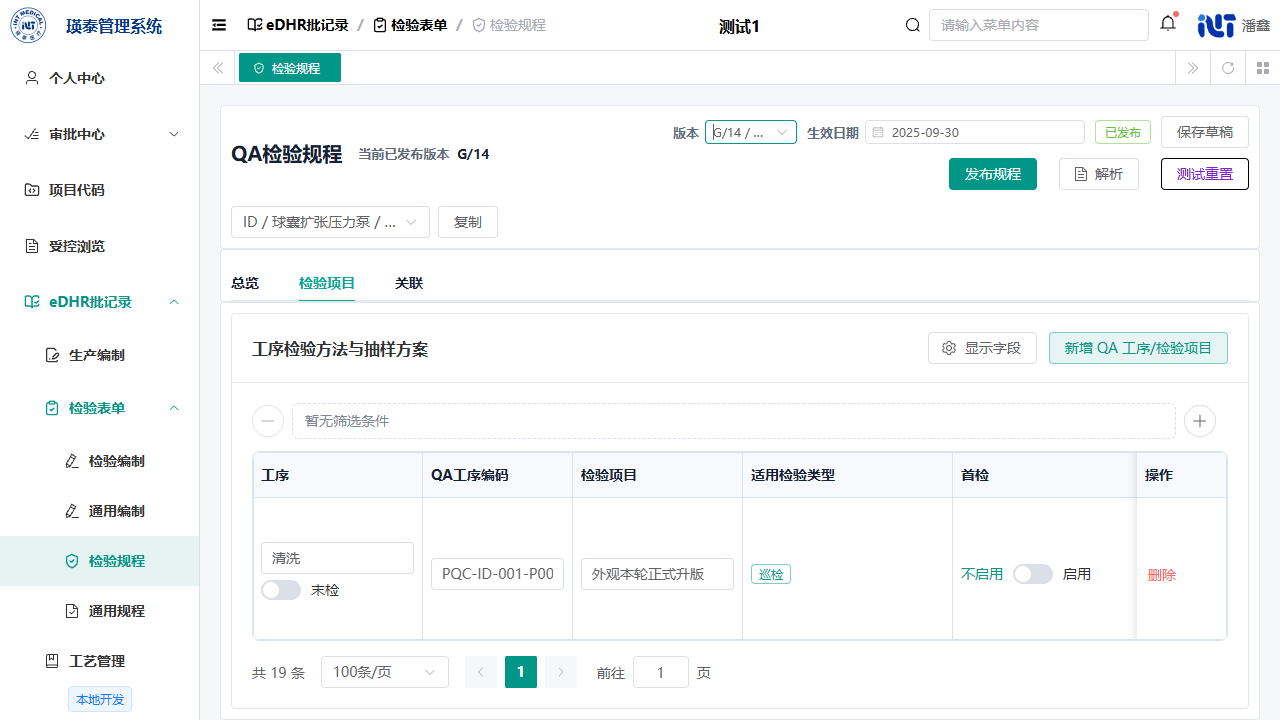 瑛泰管理系统
eDHR批记录 / 检验表单 / 检验规程
测试1
请输入菜单内容
潘鑫
个人中心
审批中心
项目代码
受控浏览
eDHR批记录
生产编制
检验表单
检验编制
通用编制
检验规程
通用规程
工艺管理
本地开发
检验规程
QA检验规程
当前已发布版本 G/14
版本 G/14 / ...
生效日期 2025-09-30
已发布
保存草稿
发布规程
解析
测试重置
ID / 球囊扩张压力泵 / ...
复制
总览
检验项目
关联
工序检验方法与抽样方案
显示字段
新增 QA 工序/检验项目
暂无筛选条件
工序 QA工序编码 检验项目 适用检验类型 首检 操作
清洗
末检
PQC-ID-001-P00
外观本轮正式升版
巡检
不启用 启用
删除
共 19 条 100条/页 1 前往 1 页